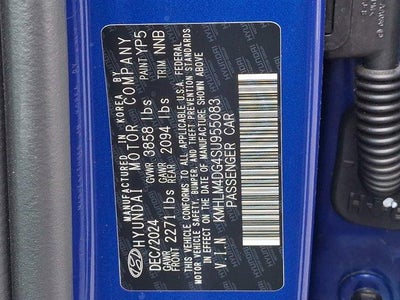 MANUFACTURED IN KOREA BY
HYUNDAI MOTOR COMPANY
DEC/2024 GVWR 3858 lbs PAINT YP5
GAWR FRONT 2271 lbs GAWR REAR 2094 lbs TRIM NNB
THIS VEHICLE CONFORMS TO ALL APPLICABLE U.S.A. FEDERAL
MOTOR VEHICLE SAFETY, BUMPER, AND THEFT PREVENTION STANDARDS
IN EFFECT ON THE DATE OF MANUFACTURE SHOWN ABOVE
V.I.N KMHLM4DG4SU955083
PASSENGER CAR